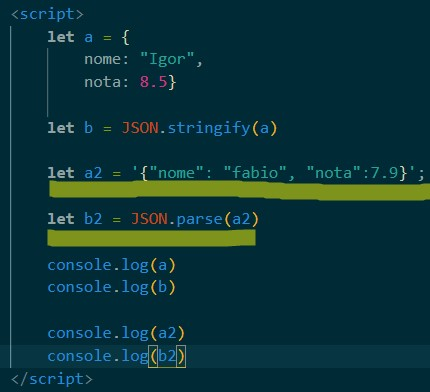 <script>
let a = {
nome: "Igor",
nota: 8.5}
let b = JSON.stringify(a)
let a2 = '{"nome": "fabio", "nota":7.9}';
let b2 = JSON.parse(a2)
console.log(a)
console.log(b)
console.log(a2)
console.log(b2)
</script>